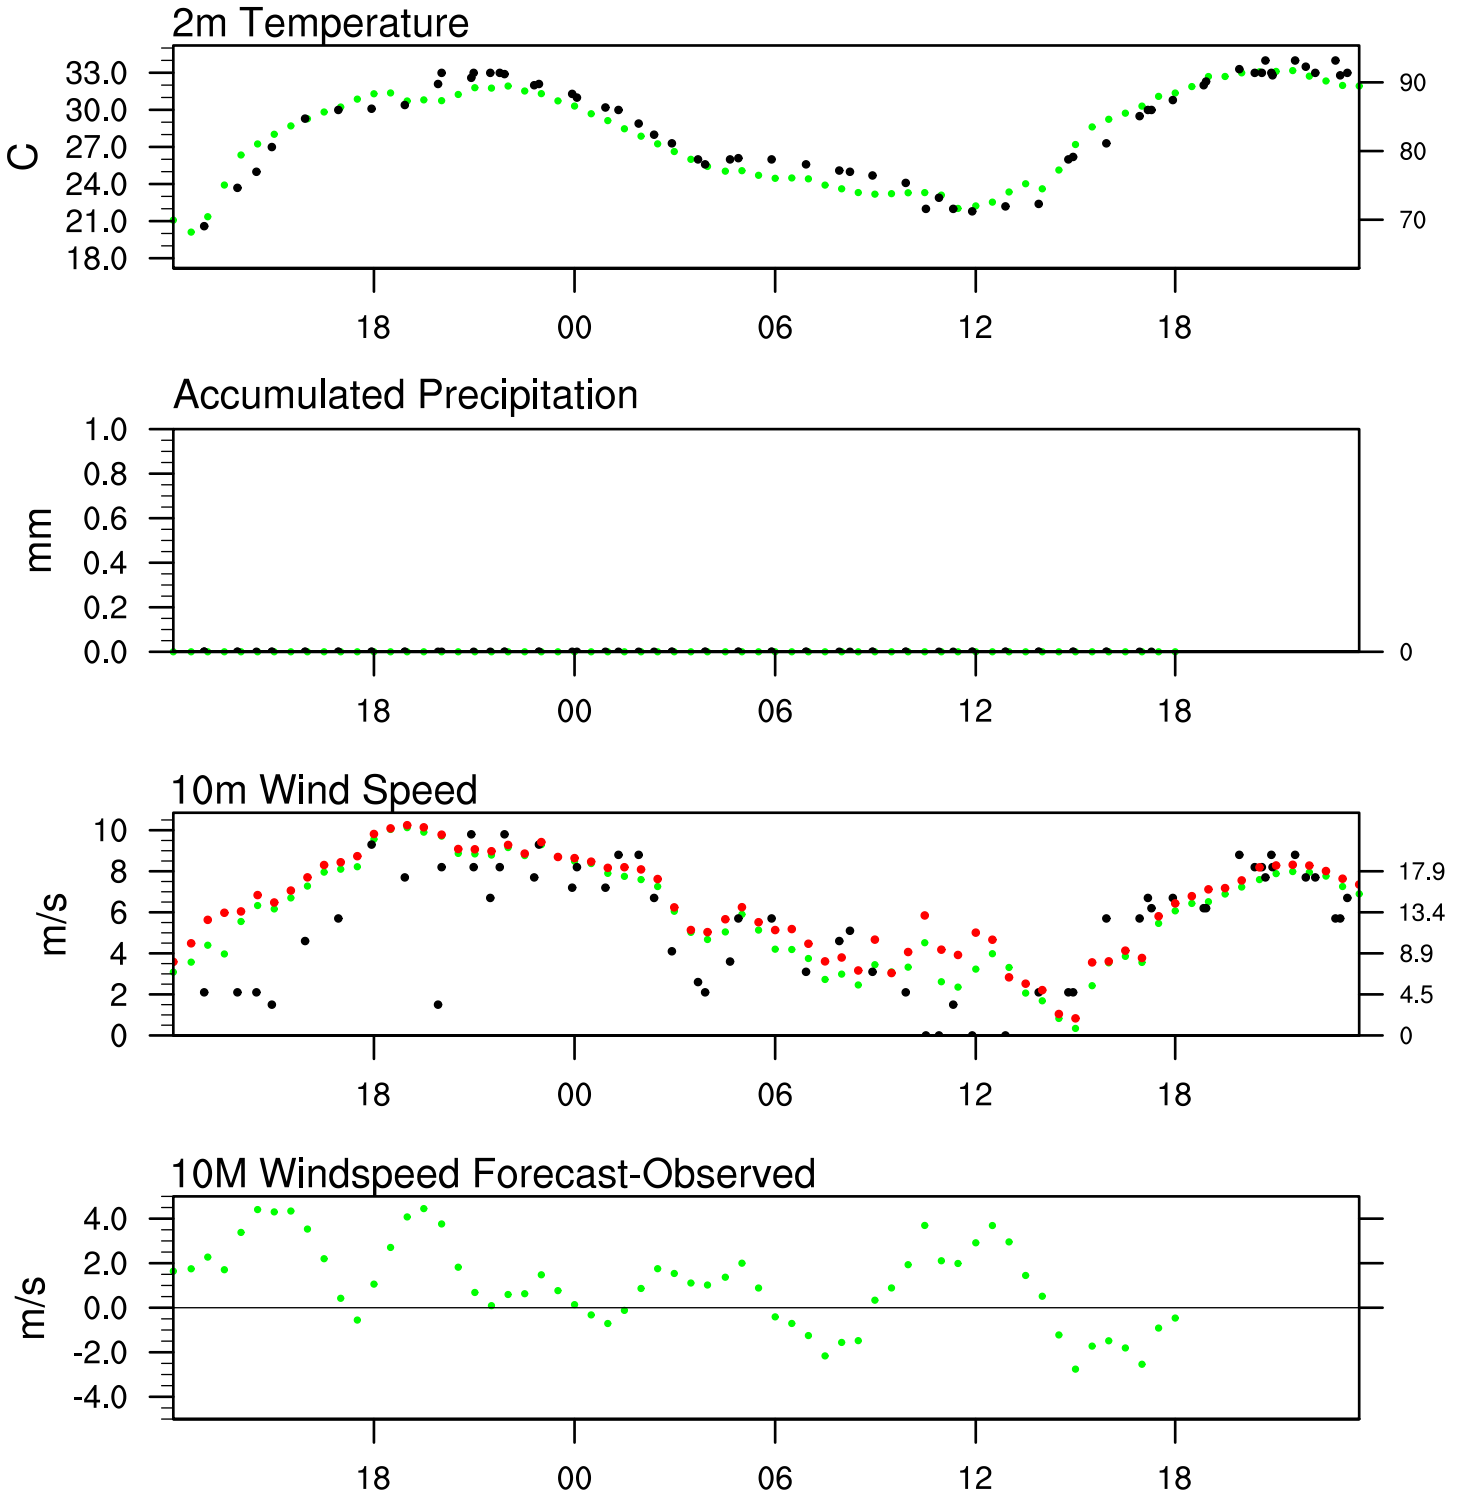 2m Temperature
C
33.0
30.0
27.0
24.0
21.0
18.0
90
80
70
18 00 06 12 18
Accumulated Precipitation
mm
1.0
0.8
0.6
0.4
0.2
0.0
0
18 00 06 12 18
10m Wind Speed
m/s
10
8
6
4
2
0
17.9
13.4
8.9
4.5
0
18 00 06 12 18
10M Windspeed Forecast-Observed
m/s
4.0
2.0
0.0
-2.0
-4.0
18 00 06 12 18